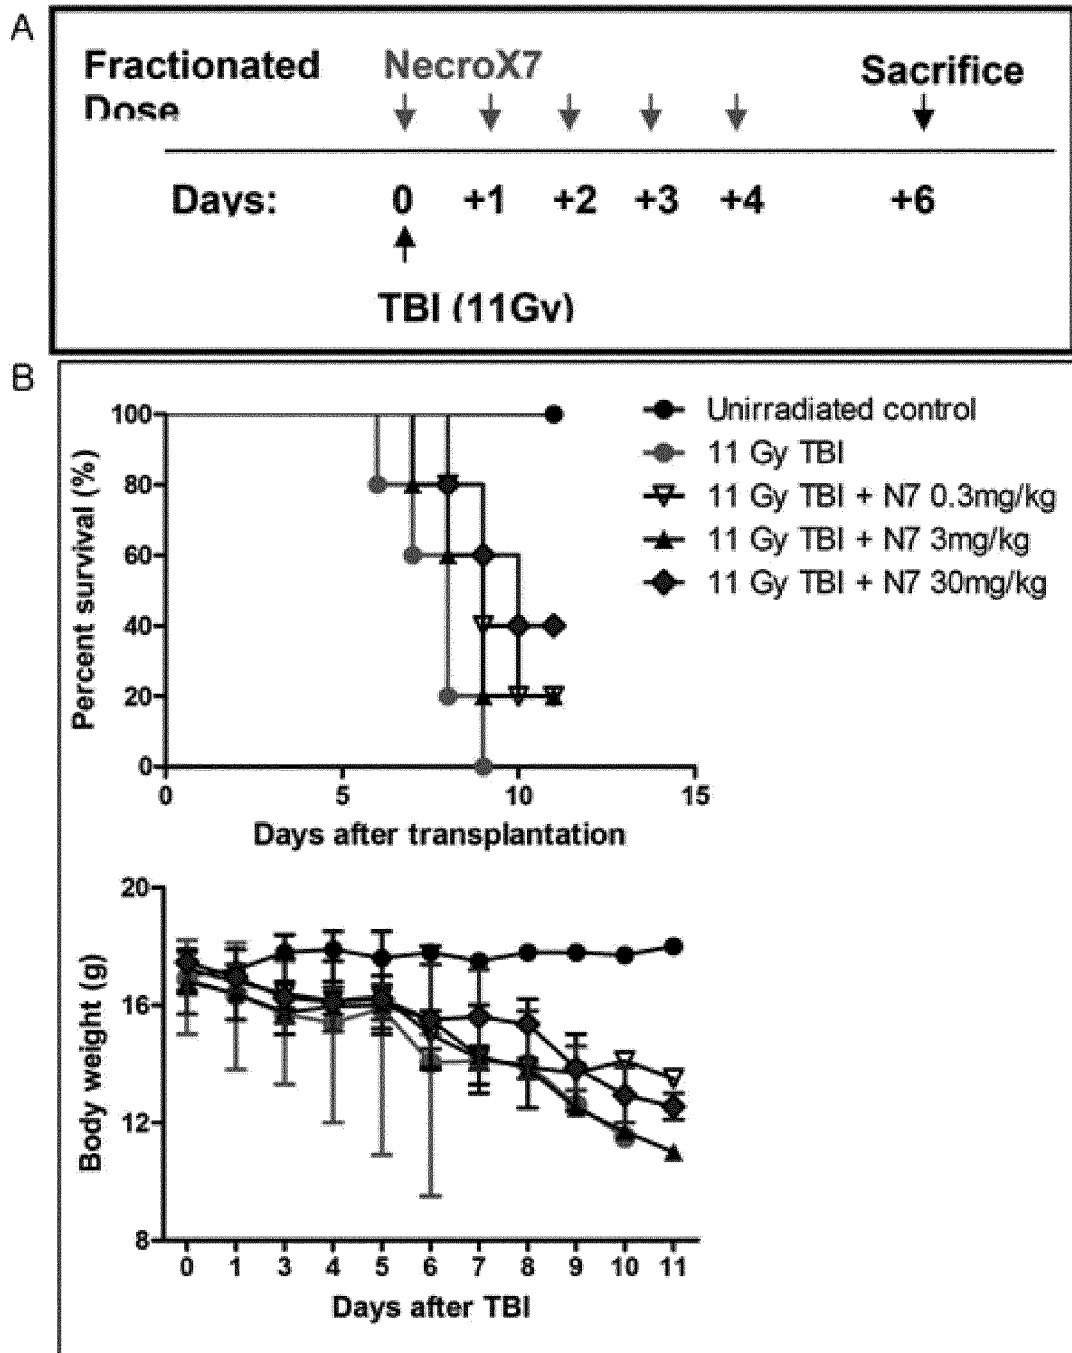 A
Fractionated NecroX7 Sacrifice
Dose
Days: 0 +1 +2 +3 +4 +6
TBI (11Gy)
B
100
80
60
40
20
0
Percent survival (%)
0 5 10 15
Days after transplantation
Unirradiated control
11 Gy TBI
11 Gy TBI + N7 0.3mg/kg
11 Gy TBI + N7 3mg/kg
11 Gy TBI + N7 30mg/kg
20
16
12
8
Body weight (g)
0 1 3 4 5 6 7 8 9 10 11
Days after TBI